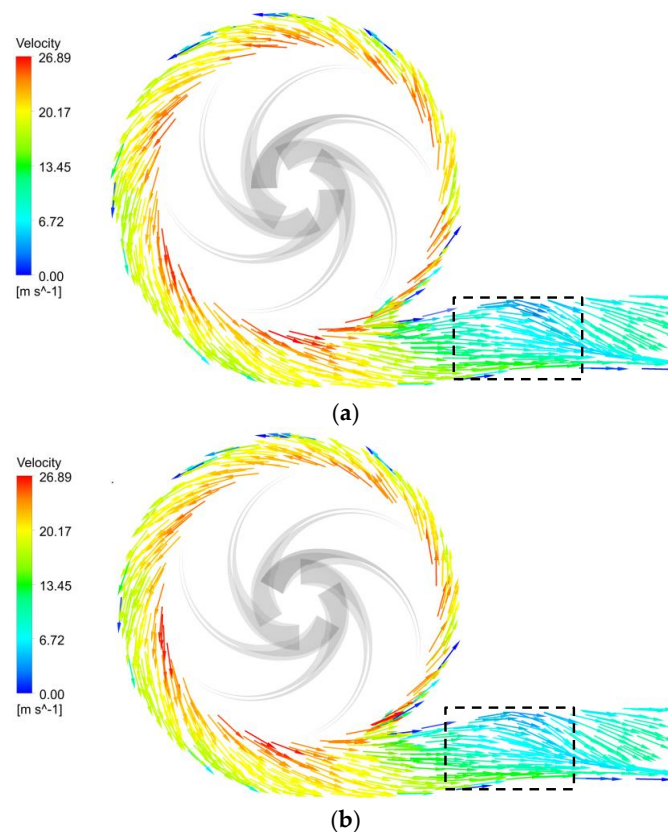 Velocity
26.89
20.17
13.45
6.72
0.00
[m s^-1]
(a)
Velocity
26.89
20.17
13.45
6.72
0.00
[m s^-1]
(b)